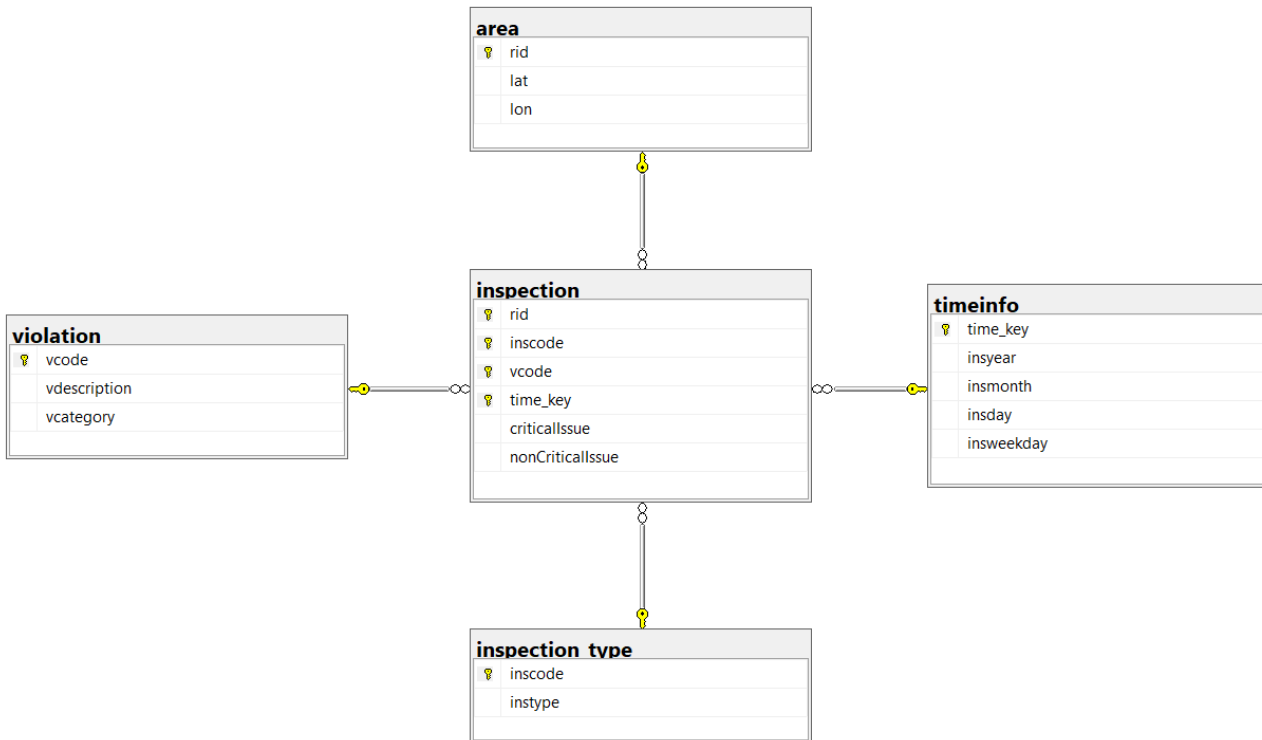 area
rid
lat
lon
inspection
rid
inscode
vcode
time_key
criticalIssue
nonCriticalIssue
violation
vcode
vdescription
vcategory
timeinfo
time_key
insyear
insmonth
insday
insweekday
inspection_type
inscode
instype